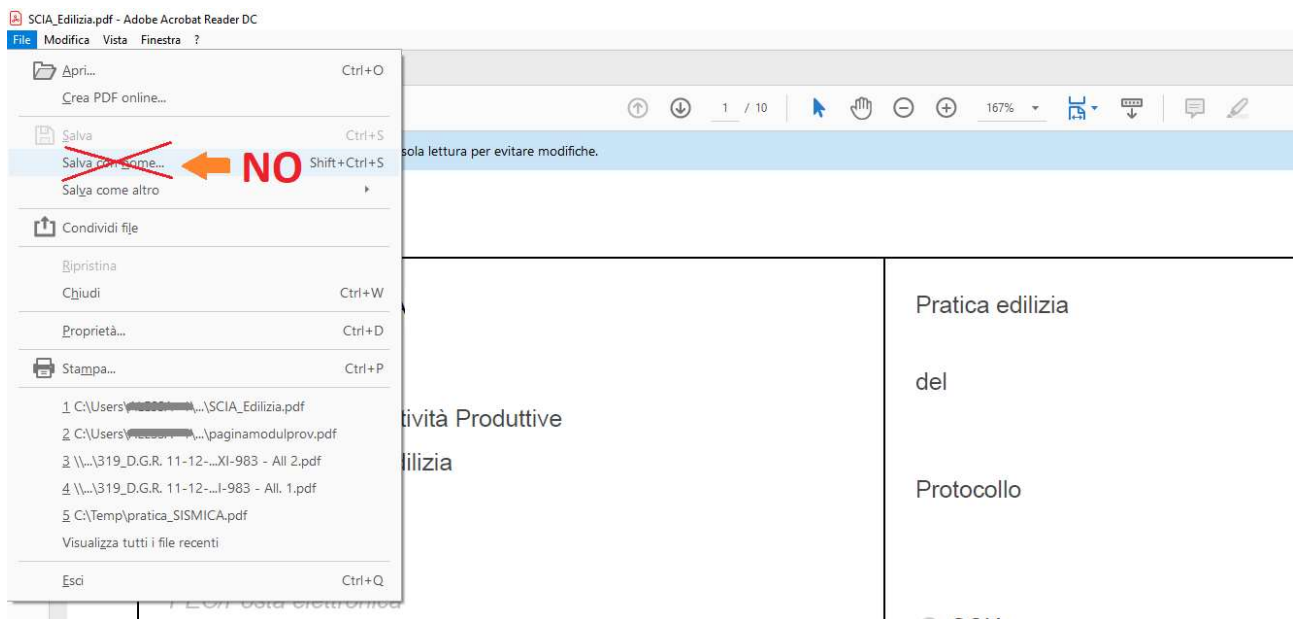 SCIA_Edilizia.pdf - Adobe Acrobat Reader DC
File Modifica Vista Finestra ?
Apri... Ctrl+O
Crea PDF online...
1 / 10 167%
Salva Ctrl+S
Salva con nome... NO Shift+Ctrl+S
sola lettura per evitare modifiche.
Salva come altro
Condividi file
Ripristina
Chiudi Ctrl+W
Proprietà... Ctrl+D
Stampa... Ctrl+P
1 C:\Users\ \...\SCIA_Edilizia.pdf
2 C:\Users\ \...\paginamodulprov.pdf
3 \\...\319_D.G.R. 11-12-...XI-983 - All 2.pdf
4 \\...\319_D.G.R. 11-12-...I-983 - All. 1.pdf
5 C:\Temp\pratica_SISMICA.pdf
Visualizza tutti i file recenti
Esci Ctrl+Q
tività Produttive
ilizia
PEC/Posta elettronica
Pratica edilizia
del
Protocollo